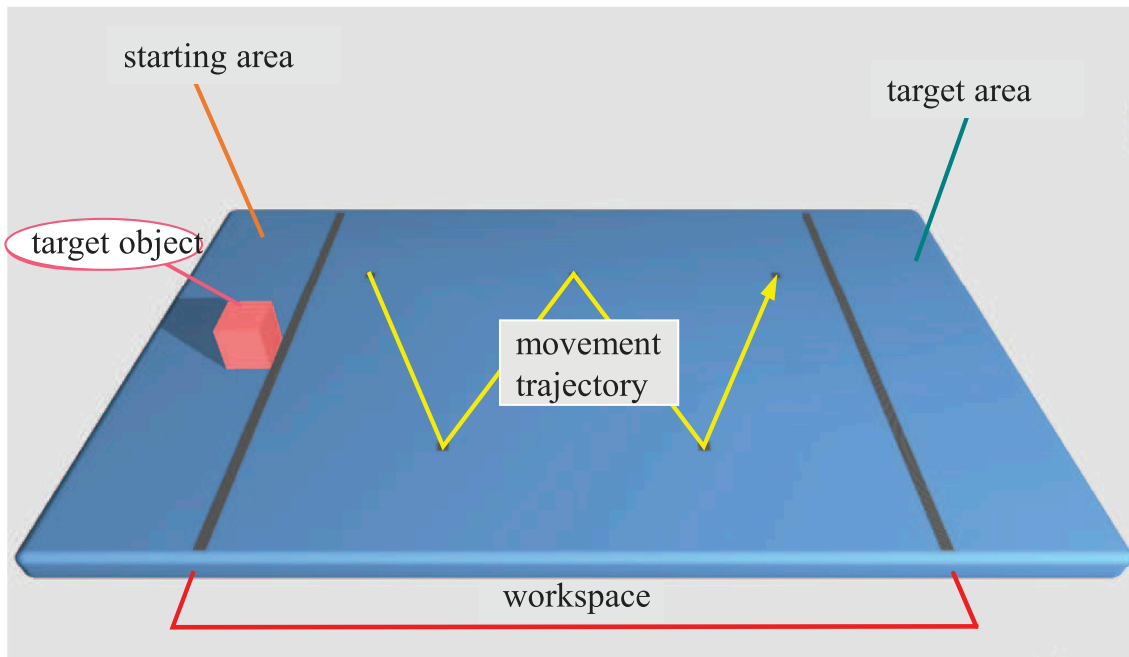 starting area
target area
target object
movement
trajectory
workspace